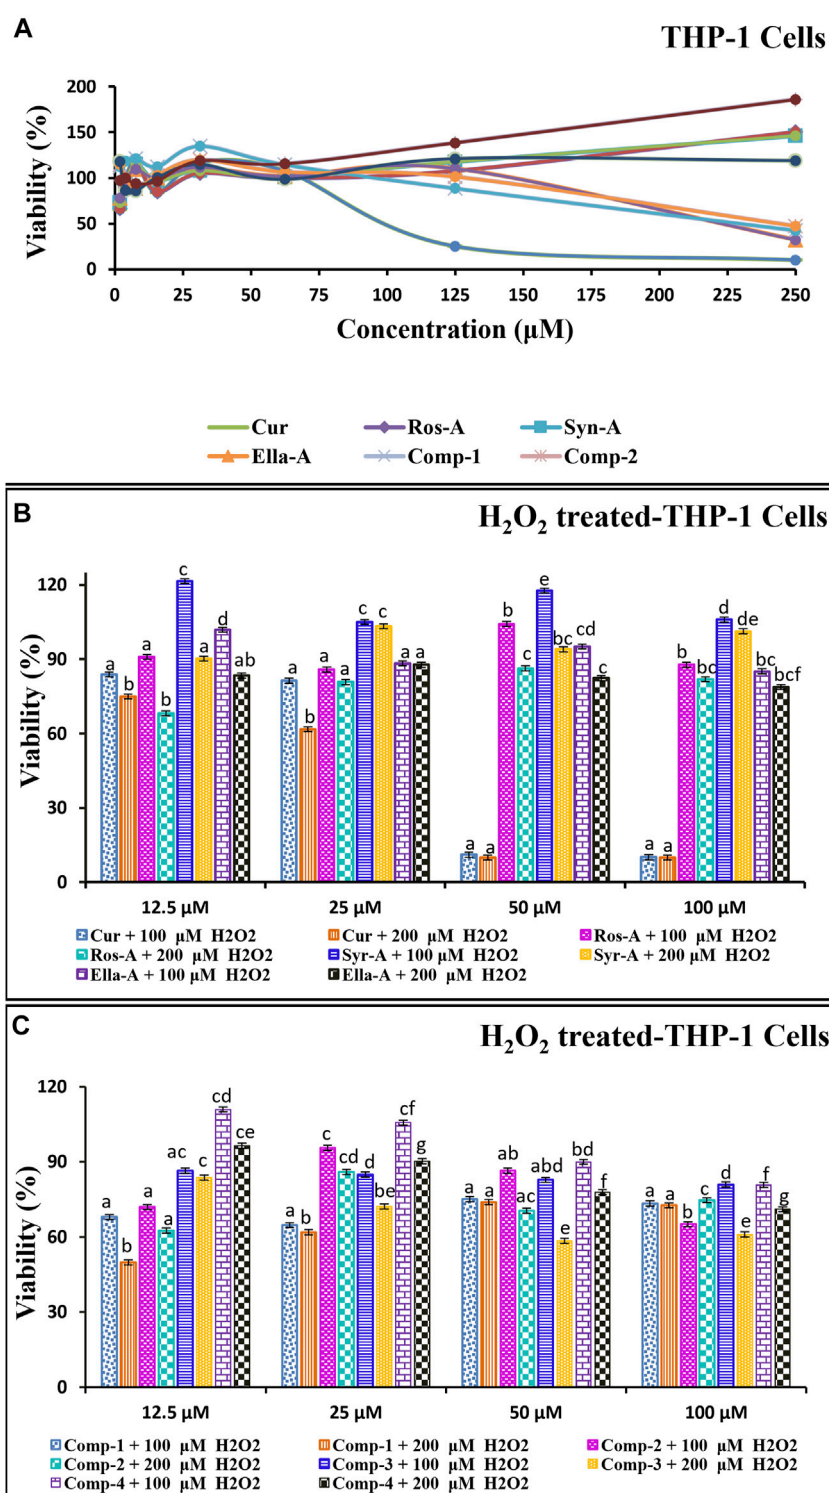 A
THP-1 Cells
Viability (%)
200
150
100
50
0
0 25 50 75 100 125 150 175 200 225 250
Concentration (µM)
Cur Ros-A Syn-A
Ella-A Comp-1 Comp-2
B
H₂O₂ treated-THP-1 Cells
Viability (%)
120
90
60
30
0
a b a b c a d ab
a b a a c c a a
a a b c e bc cd c
a a b bc d de bc bcf
12.5 µM 25 µM 50 µM 100 µM
Cur + 100 µM H2O2 Cur + 200 µM H2O2 Ros-A + 100 µM H2O2
Ros-A + 200 µM H2O2 Syr-A + 100 µM H2O2 Syr-A + 200 µM H2O2
Ella-A + 100 µM H2O2 Ella-A + 200 µM H2O2
C
H₂O₂ treated-THP-1 Cells
Viability (%)
120
90
60
30
0
a b a a ac c cd ce
a b c cd d be cf g
a a ab ac abd e bd f
a a b c d e f g
12.5 µM 25 µM 50 µM 100 µM
Comp-1 + 100 µM H2O2 Comp-1 + 200 µM H2O2 Comp-2 + 100 µM H2O2
Comp-2 + 200 µM H2O2 Comp-3 + 100 µM H2O2 Comp-3 + 200 µM H2O2
Comp-4 + 100 µM H2O2 Comp-4 + 200 µM H2O2